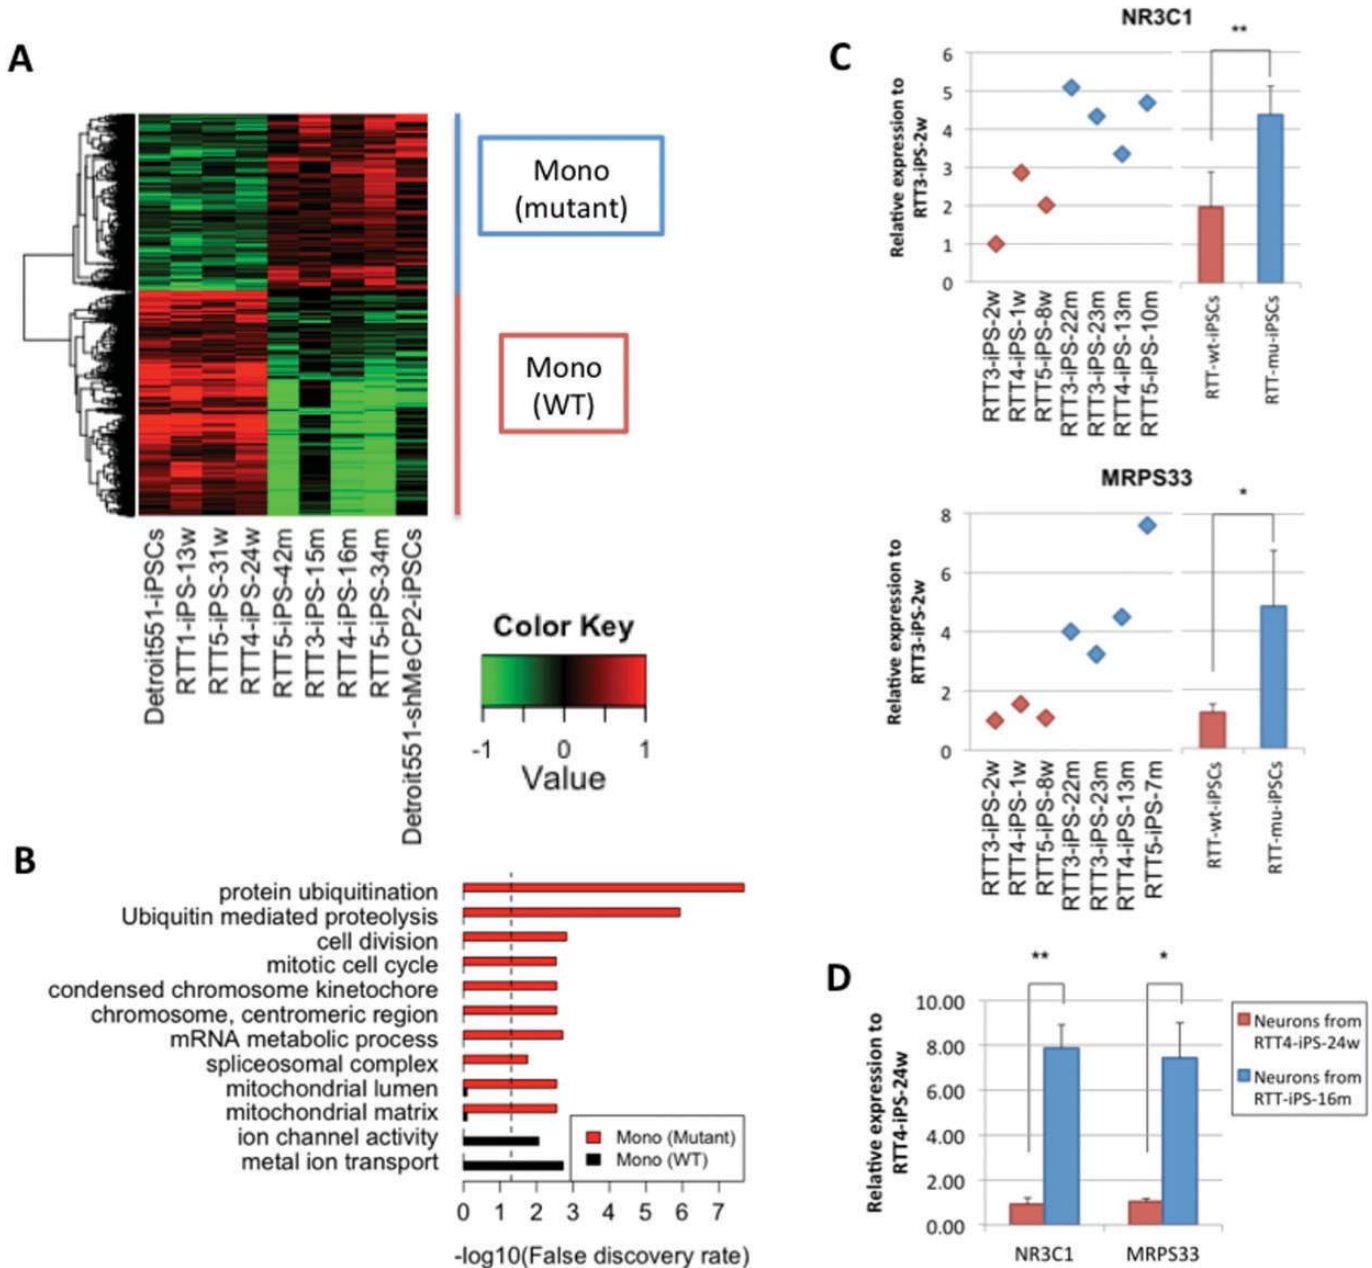 A
Mono
(mutant)
Mono
(WT)
Detroit551-iPSCs
RTT1-iPS-13w
RTT5-iPS-31w
RTT4-iPS-24w
RTT5-iPS-42m
RTT3-iPS-15m
RTT4-iPS-16m
RTT5-iPS-34m
Detroit551-shMeCP2-iPSCs
Color Key
-1 0 1
Value
B
protein ubiquitination
Ubiquitin mediated proteolysis
cell division
mitotic cell cycle
condensed chromosome kinetochore
chromosome, centromeric region
mRNA metabolic process
spliceosomal complex
mitochondrial lumen
mitochondrial matrix
ion channel activity
metal ion transport
Mono (Mutant)
Mono (WT)
0 1 2 3 4 5 6 7
-log10(False discovery rate)
C
NR3C1
**
Relative expression to
RTT3-iPS-2w
6
5
4
3
2
1
0
RTT3-iPS-2w
RTT4-iPS-1w
RTT5-iPS-8w
RTT3-iPS-22m
RTT3-iPS-23m
RTT4-iPS-13m
RTT5-iPS-10m
RTT-wt-iPSCs
RTT-mu-iPSCs
MRPS33
*
Relative expression to
RTT3-iPS-2w
8
6
4
2
0
RTT3-iPS-2w
RTT4-iPS-1w
RTT5-iPS-8w
RTT3-iPS-22m
RTT3-iPS-23m
RTT4-iPS-13m
RTT5-iPS-7m
RTT-wt-iPSCs
RTT-mu-iPSCs
D
** *
Relative expression to
RTT4-iPS-24w
10.00
8.00
6.00
4.00
2.00
0.00
NR3C1 MRPS33
Neurons from
RTT4-iPS-24w
Neurons from
RTT-iPS-16m